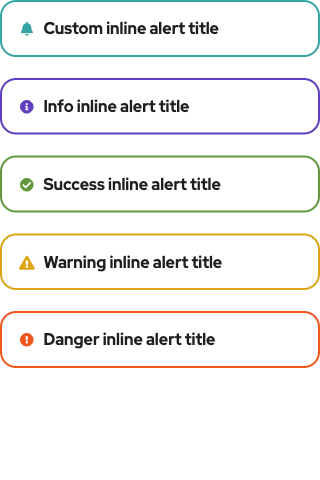 Custom inline alert title
Info inline alert title
Success inline alert title
Warning inline alert title
Danger inline alert title